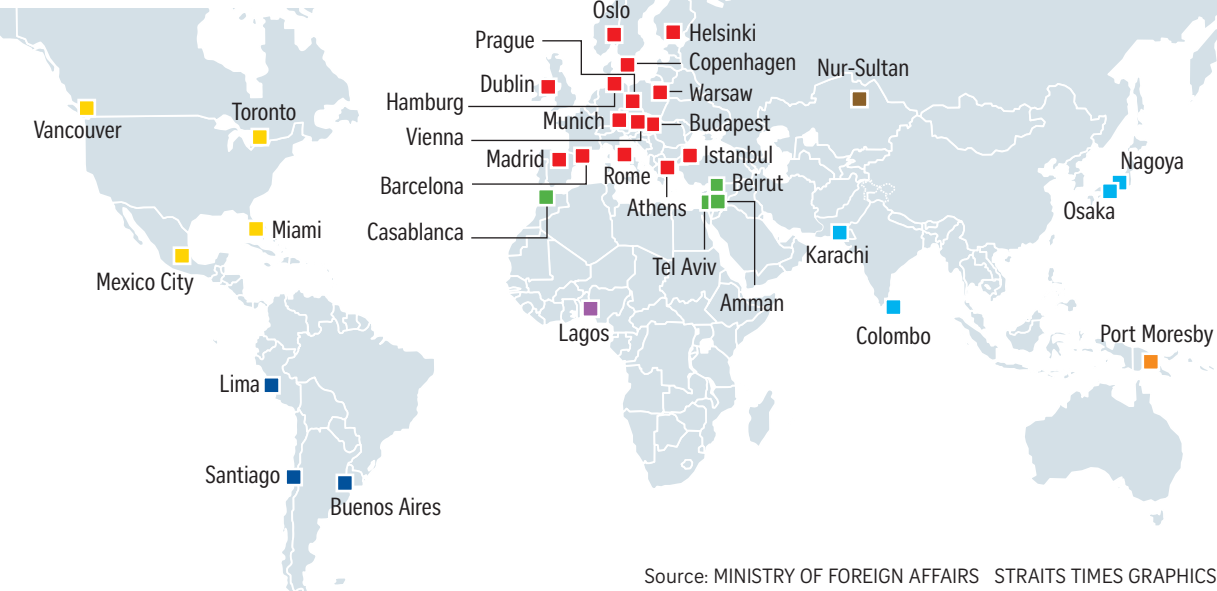 Oslo
Helsinki
Prague
Copenhagen
Nur-Sultan
Dublin
Warsaw
Hamburg
Toronto
Munich
Budapest
Vancouver
Vienna
Madrid
Istanbul
Nagoya
Rome
Barcelona
Beirut
Athens
Osaka
Miami
Casablanca
Karachi
Tel Aviv
Mexico City
Amman
Lagos
Colombo
Port Moresby
Lima
Santiago
Buenos Aires
Source: MINISTRY OF FOREIGN AFFAIRS STRAITS TIMES GRAPHICS